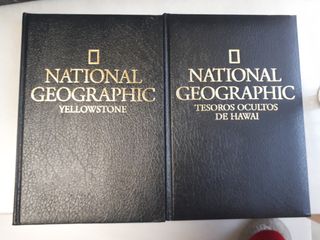 NATIONAL
GEOGRAPHIC
YELLOWSTONE
NATIONAL
GEOGRAPHIC
TESOROS OCULTOS
DE HAWAI